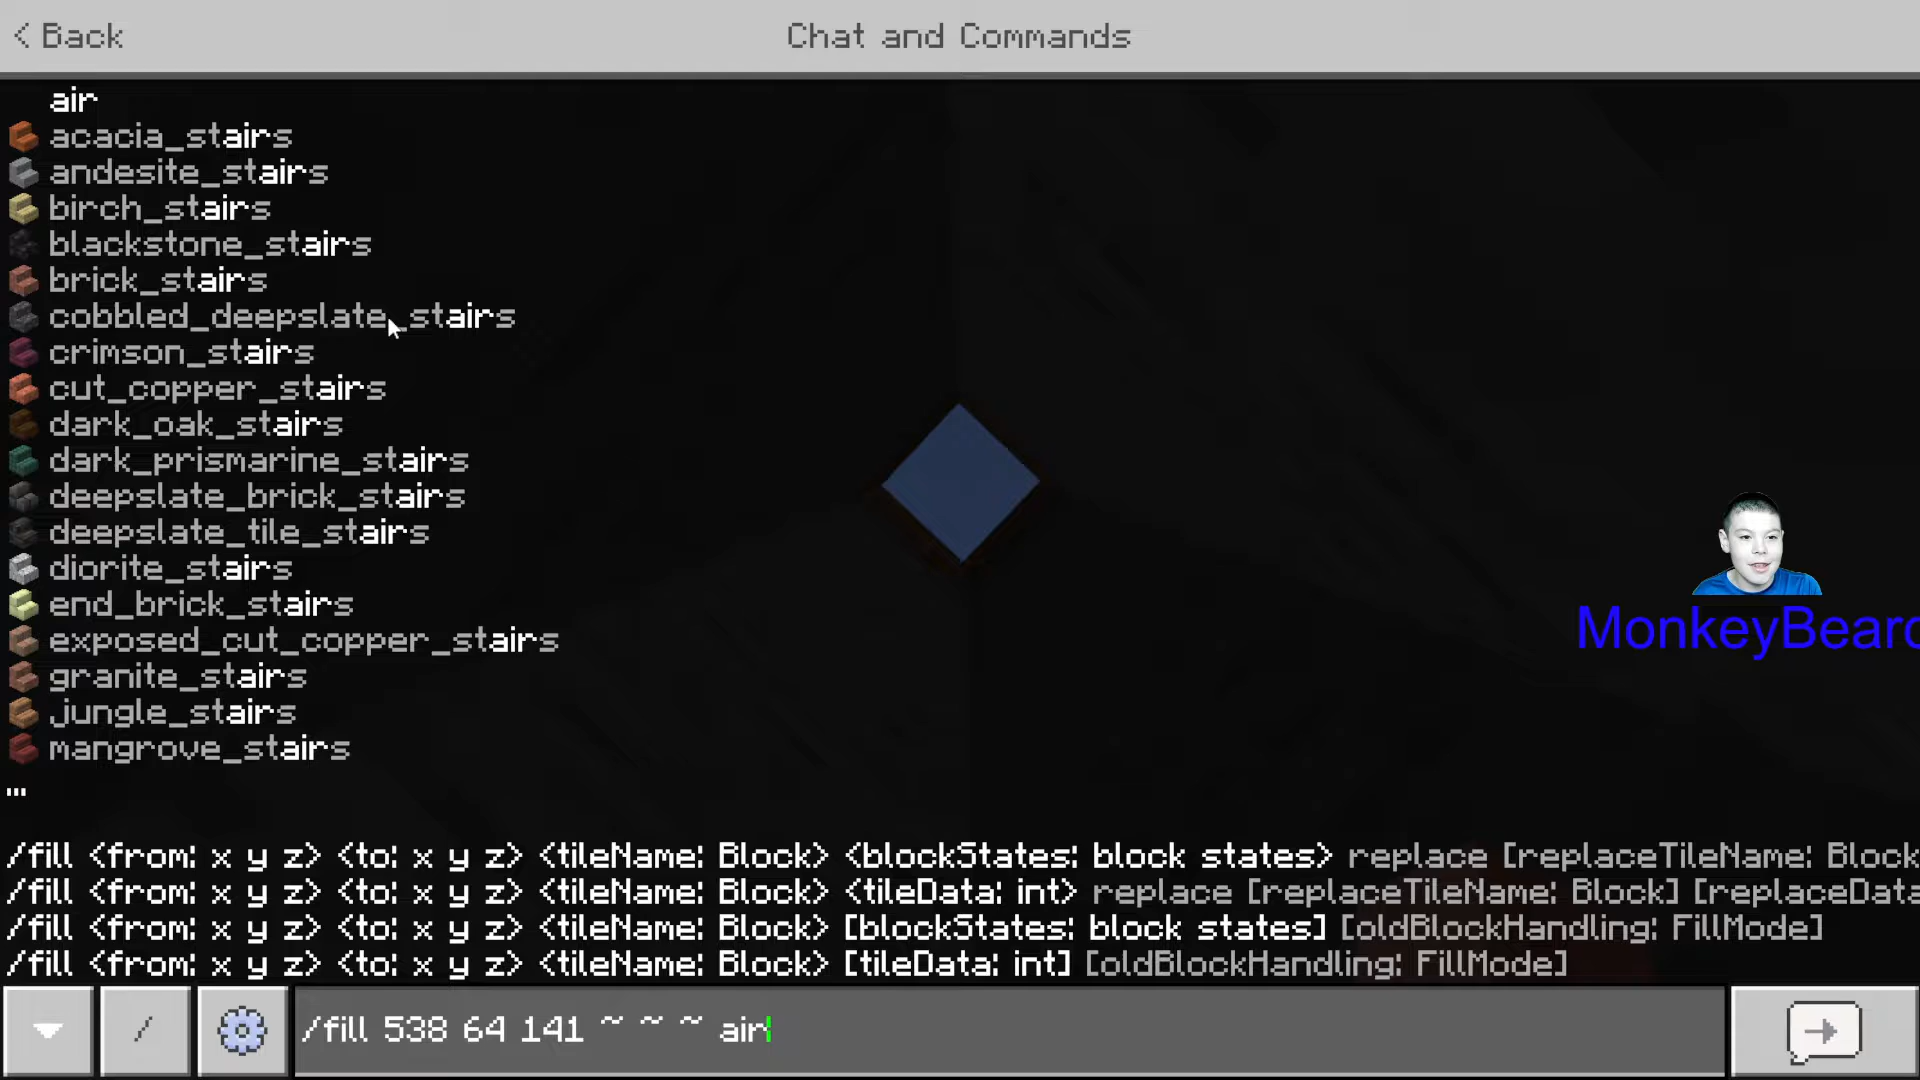 < Back
Chat and Commands
air
acacia_stairs
andesite_stairs
birch_stairs
blackstone_stairs
brick_stairs
cobbled_deepslate_stairs
crimson_stairs
cut_copper_stairs
dark_oak_stairs
dark_prismarine_stairs
deepslate_brick_stairs
deepslate_tile_stairs
diorite_stairs
end_brick_stairs
exposed_cut_copper_stairs
granite_stairs
jungle_stairs
mangrove_stairs
...
MonkeyBeard
/fill <from: x y z> <to: x y z> <tileName: Block> <blockStates: block states> replace [replaceTileName: Block
/fill <from: x y z> <to: x y z> <tileName: Block> <tileData: int> replace [replaceTileName: Block] [replaceData
/fill <from: x y z> <to: x y z> <tileName: Block> [blockStates: block states] [oldBlockHandling: FillMode]
/fill <from: x y z> <to: x y z> <tileName: Block> [tileData: int] [oldBlockHandling: FillMode]
/
/fill 538 64 141 ~ ~ ~ air